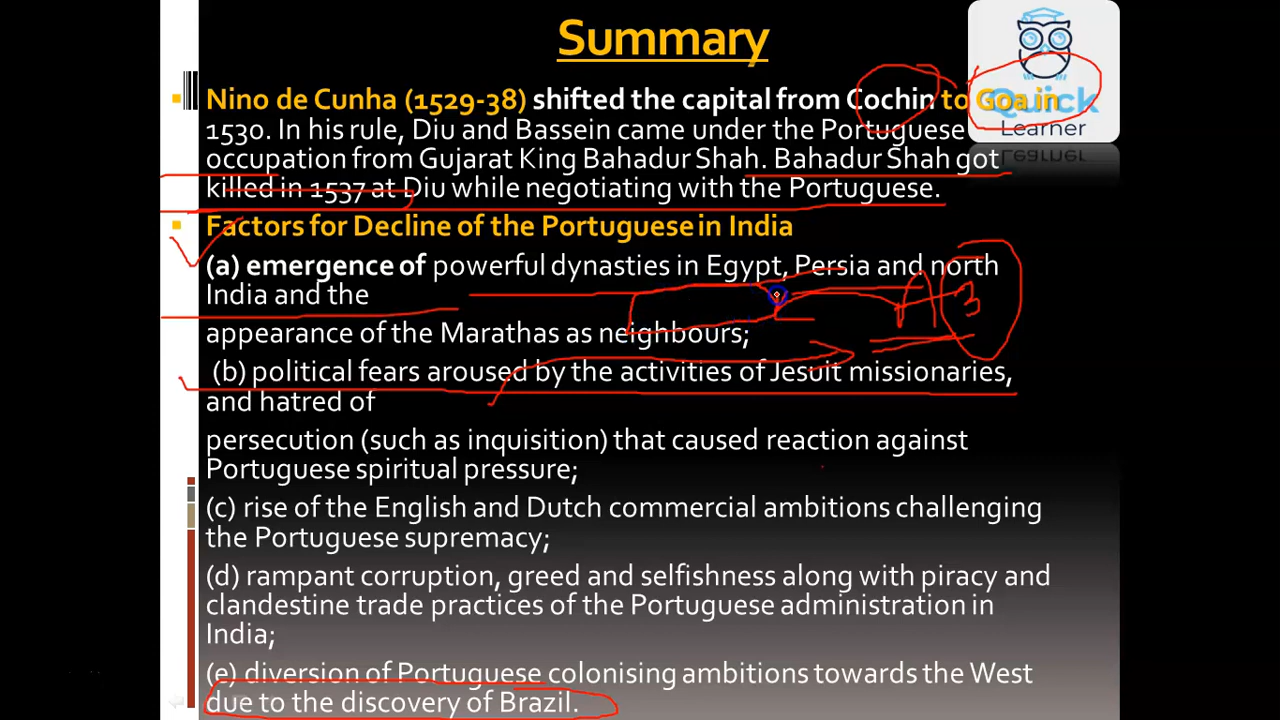 Summary
Quick
Learner
Nino de Cunha (1529-38) shifted the capital from Cochin to Goa in
1530. In his rule, Diu and Bassein came under the Portuguese
occupation from Gujarat King Bahadur Shah. Bahadur Shah got
killed in 1537 at Diu while negotiating with the Portuguese.
Factors for Decline of the Portuguese in India
(a) emergence of powerful dynasties in Egypt, Persia and north
India and the
appearance of the Marathas as neighbours;
(b) political fears aroused by the activities of Jesuit missionaries,
and hatred of
persecution (such as inquisition) that caused reaction against
Portuguese spiritual pressure;
(c) rise of the English and Dutch commercial ambitions challenging
the Portuguese supremacy;
(d) rampant corruption, greed and selfishness along with piracy and
clandestine trade practices of the Portuguese administration in
India;
(e) diversion of Portuguese colonising ambitions towards the West
due to the discovery of Brazil.